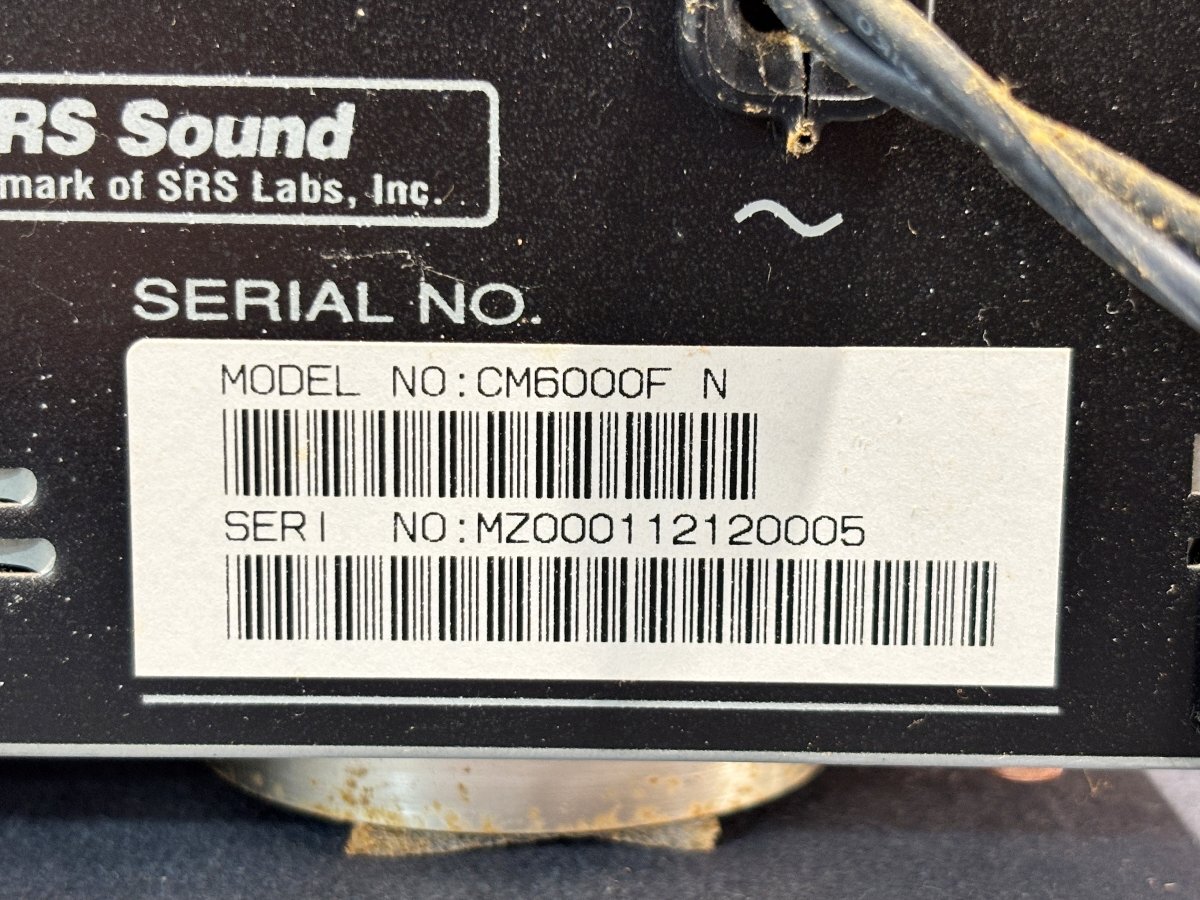 RS Sound
mark of SRS Labs, Inc.
SERIAL NO.
MODEL NO:CM6000F N
SERI NO:MZ000112120005